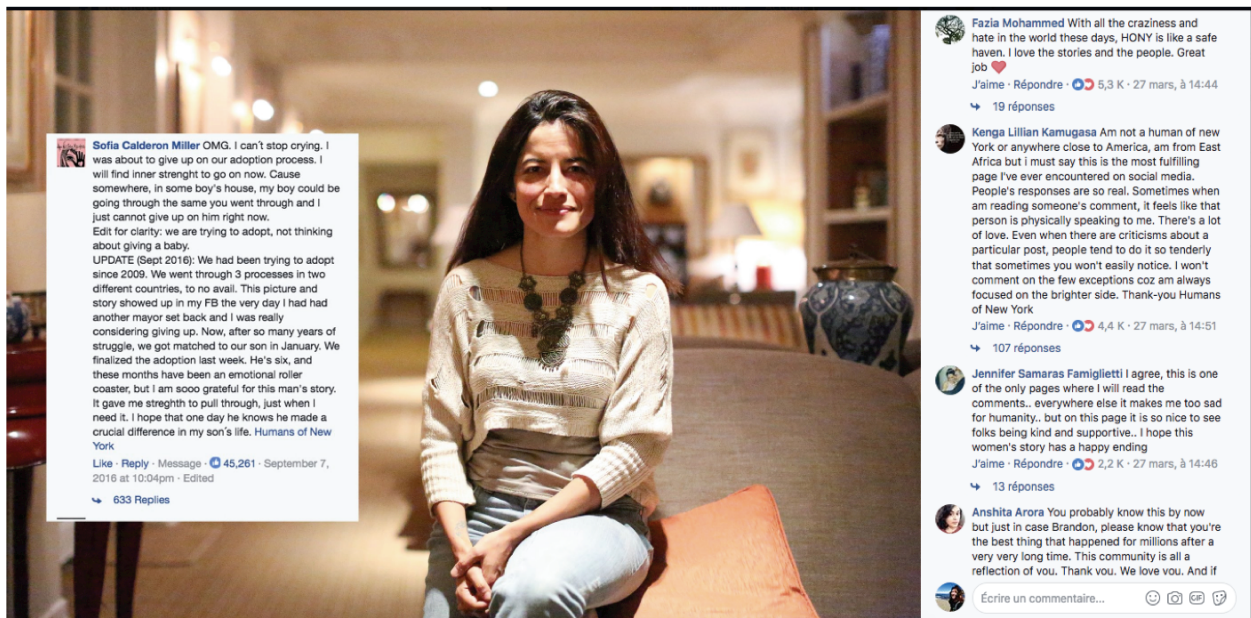 Sofia Calderon Miller OMG. I can´t stop crying. I
was about to give up on our adoption process. I
will find inner strenght to go on now. Cause
somewhere, in some boy's house, my boy could be
going through the same you went through and I
just cannot give up on him right now.
Edit for clarity: we are trying to adopt, not thinking
about giving a baby.
UPDATE (Sept 2016): We had been trying to adopt
since 2009. We went through 3 processes in two
different countries, to no avail. This picture and
story showed up in my FB the very day I had had
another mayor set back and I was really
considering giving up. Now, after so many years of
struggle, we got matched to our son in January. We
finalized the adoption last week. He's six, and
these months have been an emotional roller
coaster, but I am sooo grateful for this man's story.
It gave me streghth to pull through, just when I
need it. I hope that one day he knows he made a
crucial difference in my son´s life. Humans of New
York
Like · Reply · Message · 45,261 · September 7,
2016 at 10:04pm · Edited
633 Replies
Fazia Mohammed With all the craziness and
hate in the world these days, HONY is like a safe
haven. I love the stories and the people. Great
job ❤️
J'aime · Répondre · 5,3 K · 27 mars, à 14:44
19 réponses
Kenga Lillian Kamugasa Am not a human of new
York or anywhere close to America, am from East
Africa but i must say this is the most fulfilling
page I've ever encountered on social media.
People's responses are so real. Sometimes when
am reading someone's comment, it feels like that
person is physically speaking to me. There's a lot
of love. Even when there are criticisms about a
particular post, people tend to do it so tenderly
that sometimes you won't easily notice. I won't
comment on the few exceptions coz am always
focused on the brighter side. Thank-you Humans
of New York
J'aime · Répondre · 4,4 K · 27 mars, à 14:51
107 réponses
Jennifer Samaras Famiglietti I agree, this is one
of the only pages where I will read the
comments.. everywhere else it makes me too sad
for humanity.. but on this page it is so nice to see
folks being kind and supportive.. I hope this
women's story has a happy ending
J'aime · Répondre · 2,2 K · 27 mars, à 14:46
13 réponses
Anshita Arora You probably know this by now
but just in case Brandon, please know that you're
the best thing that happened for millions after a
very very long time. This community is all a
reflection of you. Thank you. We love you. And if
Écrire un commentaire...
GIF